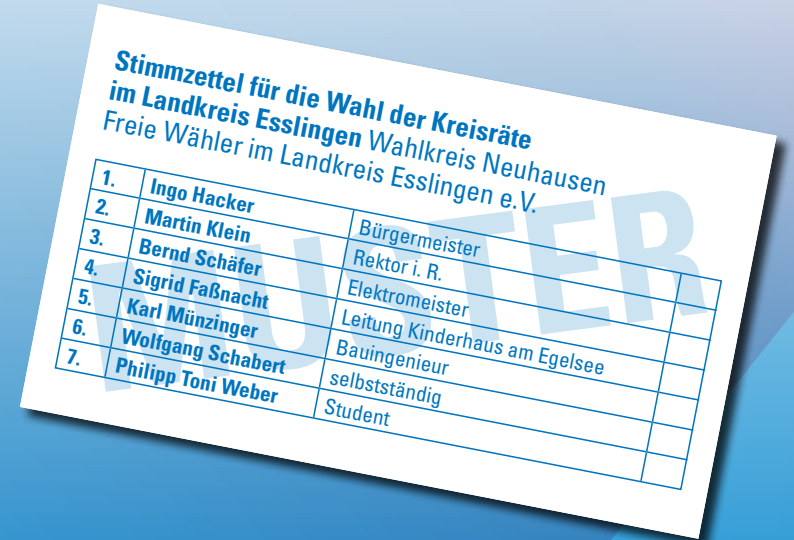 Stimmzettel für die Wahl der Kreisräte
im Landkreis Esslingen Wahlkreis Neuhausen
Freie Wähler im Landkreis Esslingen e.V.
1. Ingo Hacker Bürgermeister
2. Martin Klein Rektor i. R.
3. Bernd Schäfer Elektromeister
4. Sigrid Faßnacht Leitung Kinderhaus am Egelsee
5. Karl Münzinger Bauingenieur
6. Wolfgang Schabert selbstständig
7. Philipp Toni Weber Student
MUSTER